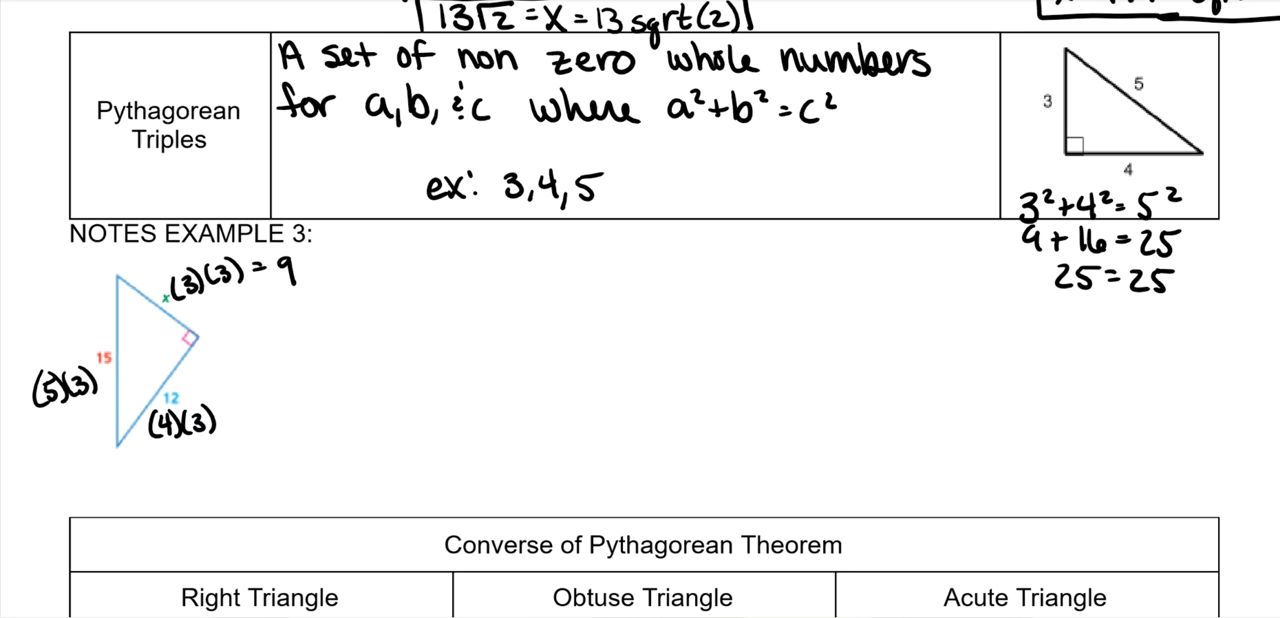 13√2 = x = 13 sqrt(2)
Pythagorean
Triples
A set of non zero whole numbers
for a, b, & c where a²+b²=c²
ex: 3,4,5
3
5
4
3²+4²=5²
9+16=25
25=25
NOTES EXAMPLE 3:
x (3)(3) = 9
15
(5)(3)
12
(4)(3)
Converse of Pythagorean Theorem
Right Triangle
Obtuse Triangle
Acute Triangle